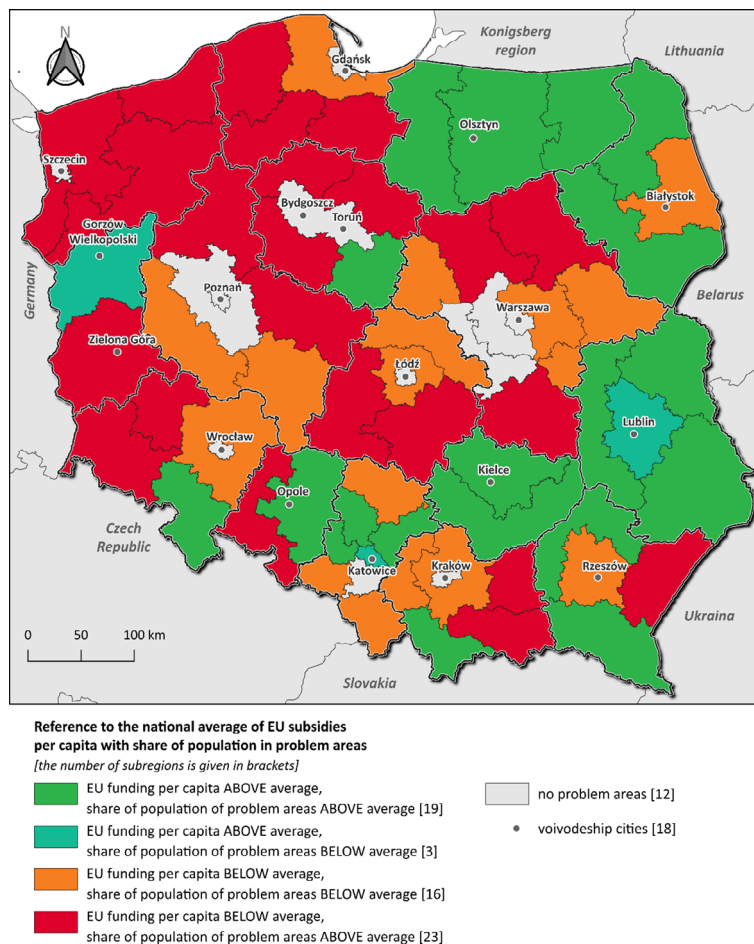 N
Konigsberg
region
Lithuania
Gdańsk
Olsztyn
Szczecin
Białystok
Bydgoszcz
Toruń
Gorzów
Wielkopolski
Germany
Poznań
Belarus
Warszawa
Zielona Góra
Łódź
Lublin
Wrocław
Kielce
Opole
Czech
Republic
Katowice
Kraków
Rzeszów
Ukraina
0 50 100 km
Slovakia
Reference to the national average of EU subsidies
per capita with share of population in problem areas
[the number of subregions is given in brackets]
EU funding per capita ABOVE average,
share of population of problem areas ABOVE average [19]
EU funding per capita ABOVE average,
share of population of problem areas BELOW average [3]
EU funding per capita BELOW average,
share of population of problem areas BELOW average [16]
EU funding per capita BELOW average,
share of population of problem areas ABOVE average [23]
no problem areas [12]
voivodeship cities [18]